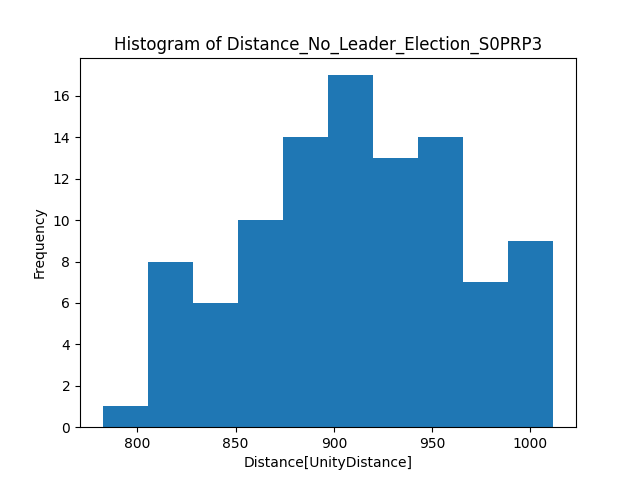 Histogram of Distance_No_Leader_Election_S0PRP3
Frequency
16
14
12
10
8
6
4
2
0
800 850 900 950 1000
Distance[UnityDistance]